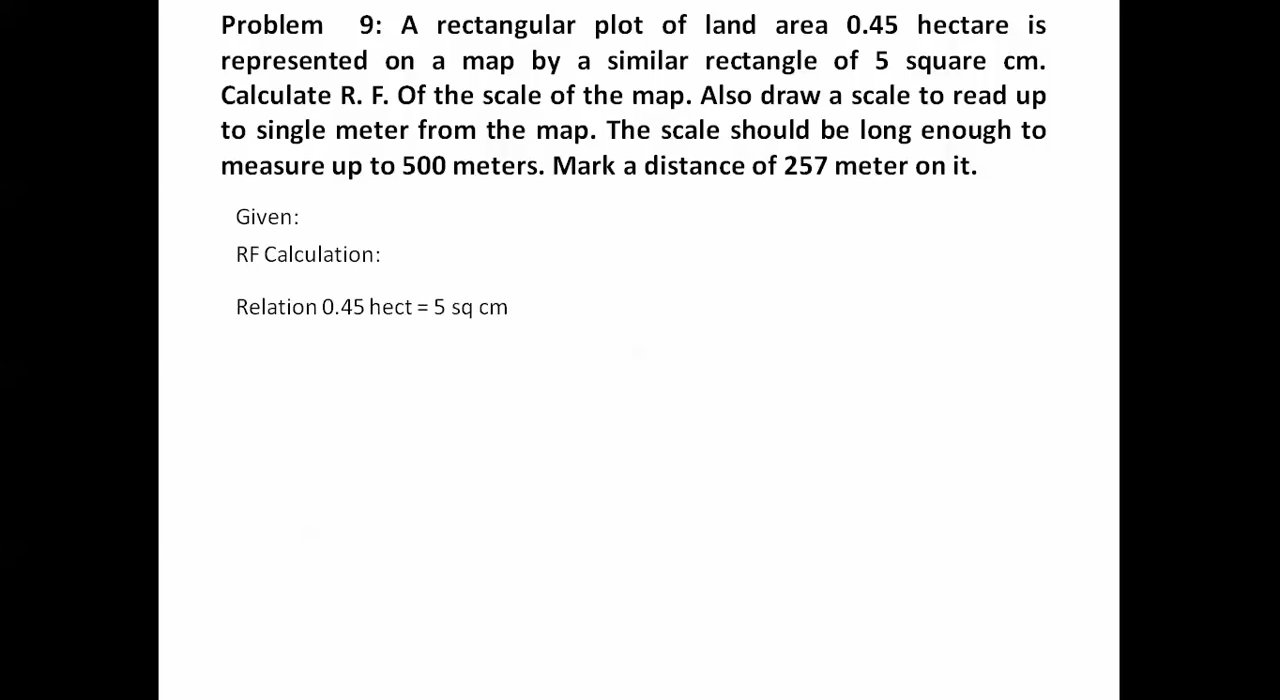 Problem 9: A rectangular plot of land area 0.45 hectare is
represented on a map by a similar rectangle of 5 square cm.
Calculate R. F. Of the scale of the map. Also draw a scale to read up
to single meter from the map. The scale should be long enough to
measure up to 500 meters. Mark a distance of 257 meter on it.
Given:
RF Calculation:
Relation 0.45 hect = 5 sq cm